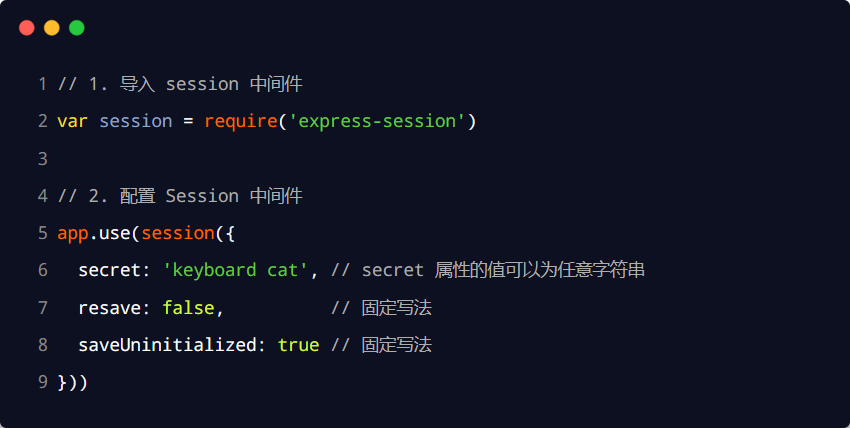 1 // 1. 导入 session 中间件
2 var session = require('express-session')
3
4 // 2. 配置 Session 中间件
5 app.use(session({
6   secret: 'keyboard cat', // secret 属性的值可以为任意字符串
7   resave: false,          // 固定写法
8   saveUninitialized: true // 固定写法
9 }))